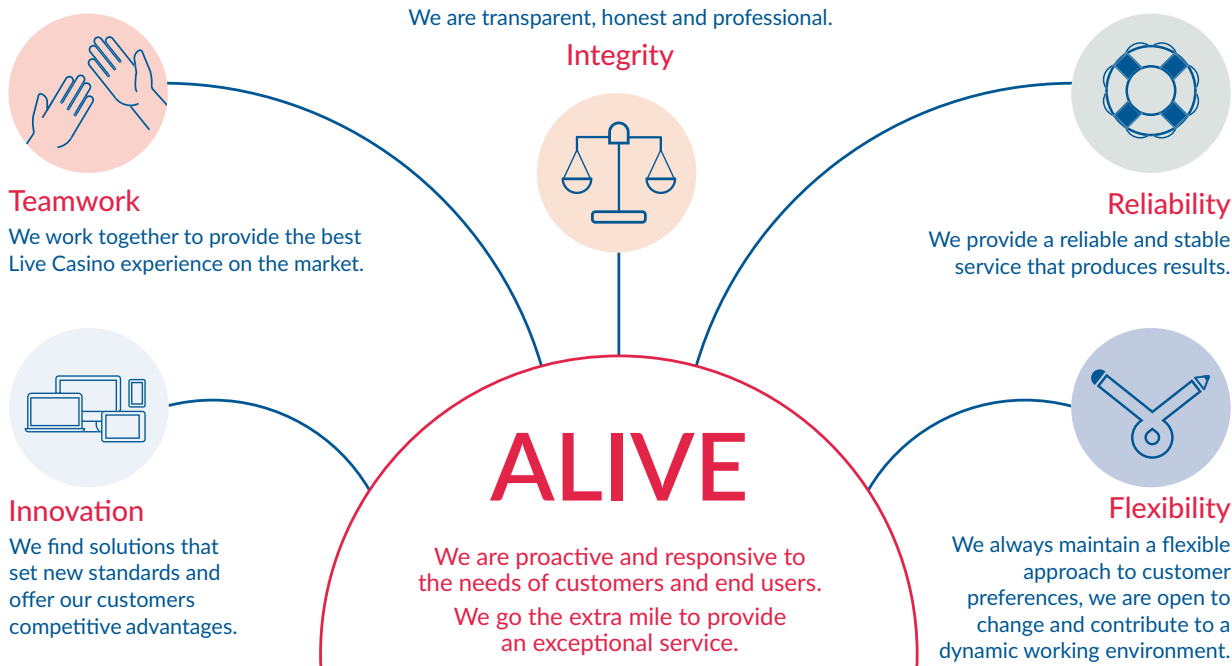 We are transparent, honest and professional.
Integrity
Teamwork
We work together to provide the best
Live Casino experience on the market.
Reliability
We provide a reliable and stable
service that produces results.
Innovation
We find solutions that
set new standards and
offer our customers
competitive advantages.
ALIVE
We are proactive and responsive to
the needs of customers and end users.
We go the extra mile to provide
an exceptional service.
Flexibility
We always maintain a flexible
approach to customer
preferences, we are open to
change and contribute to a
dynamic working environment.